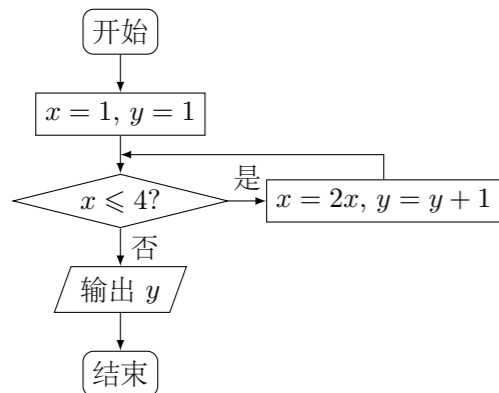 开始
x = 1, y = 1
x ⩽ 4?
是
x = 2x, y = y + 1
否
输出 y
结束